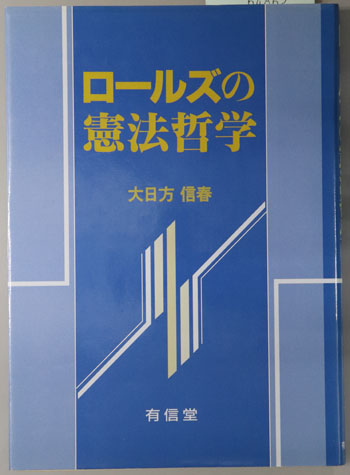 ロールズの
憲法哲学
大日方 信春
有信堂